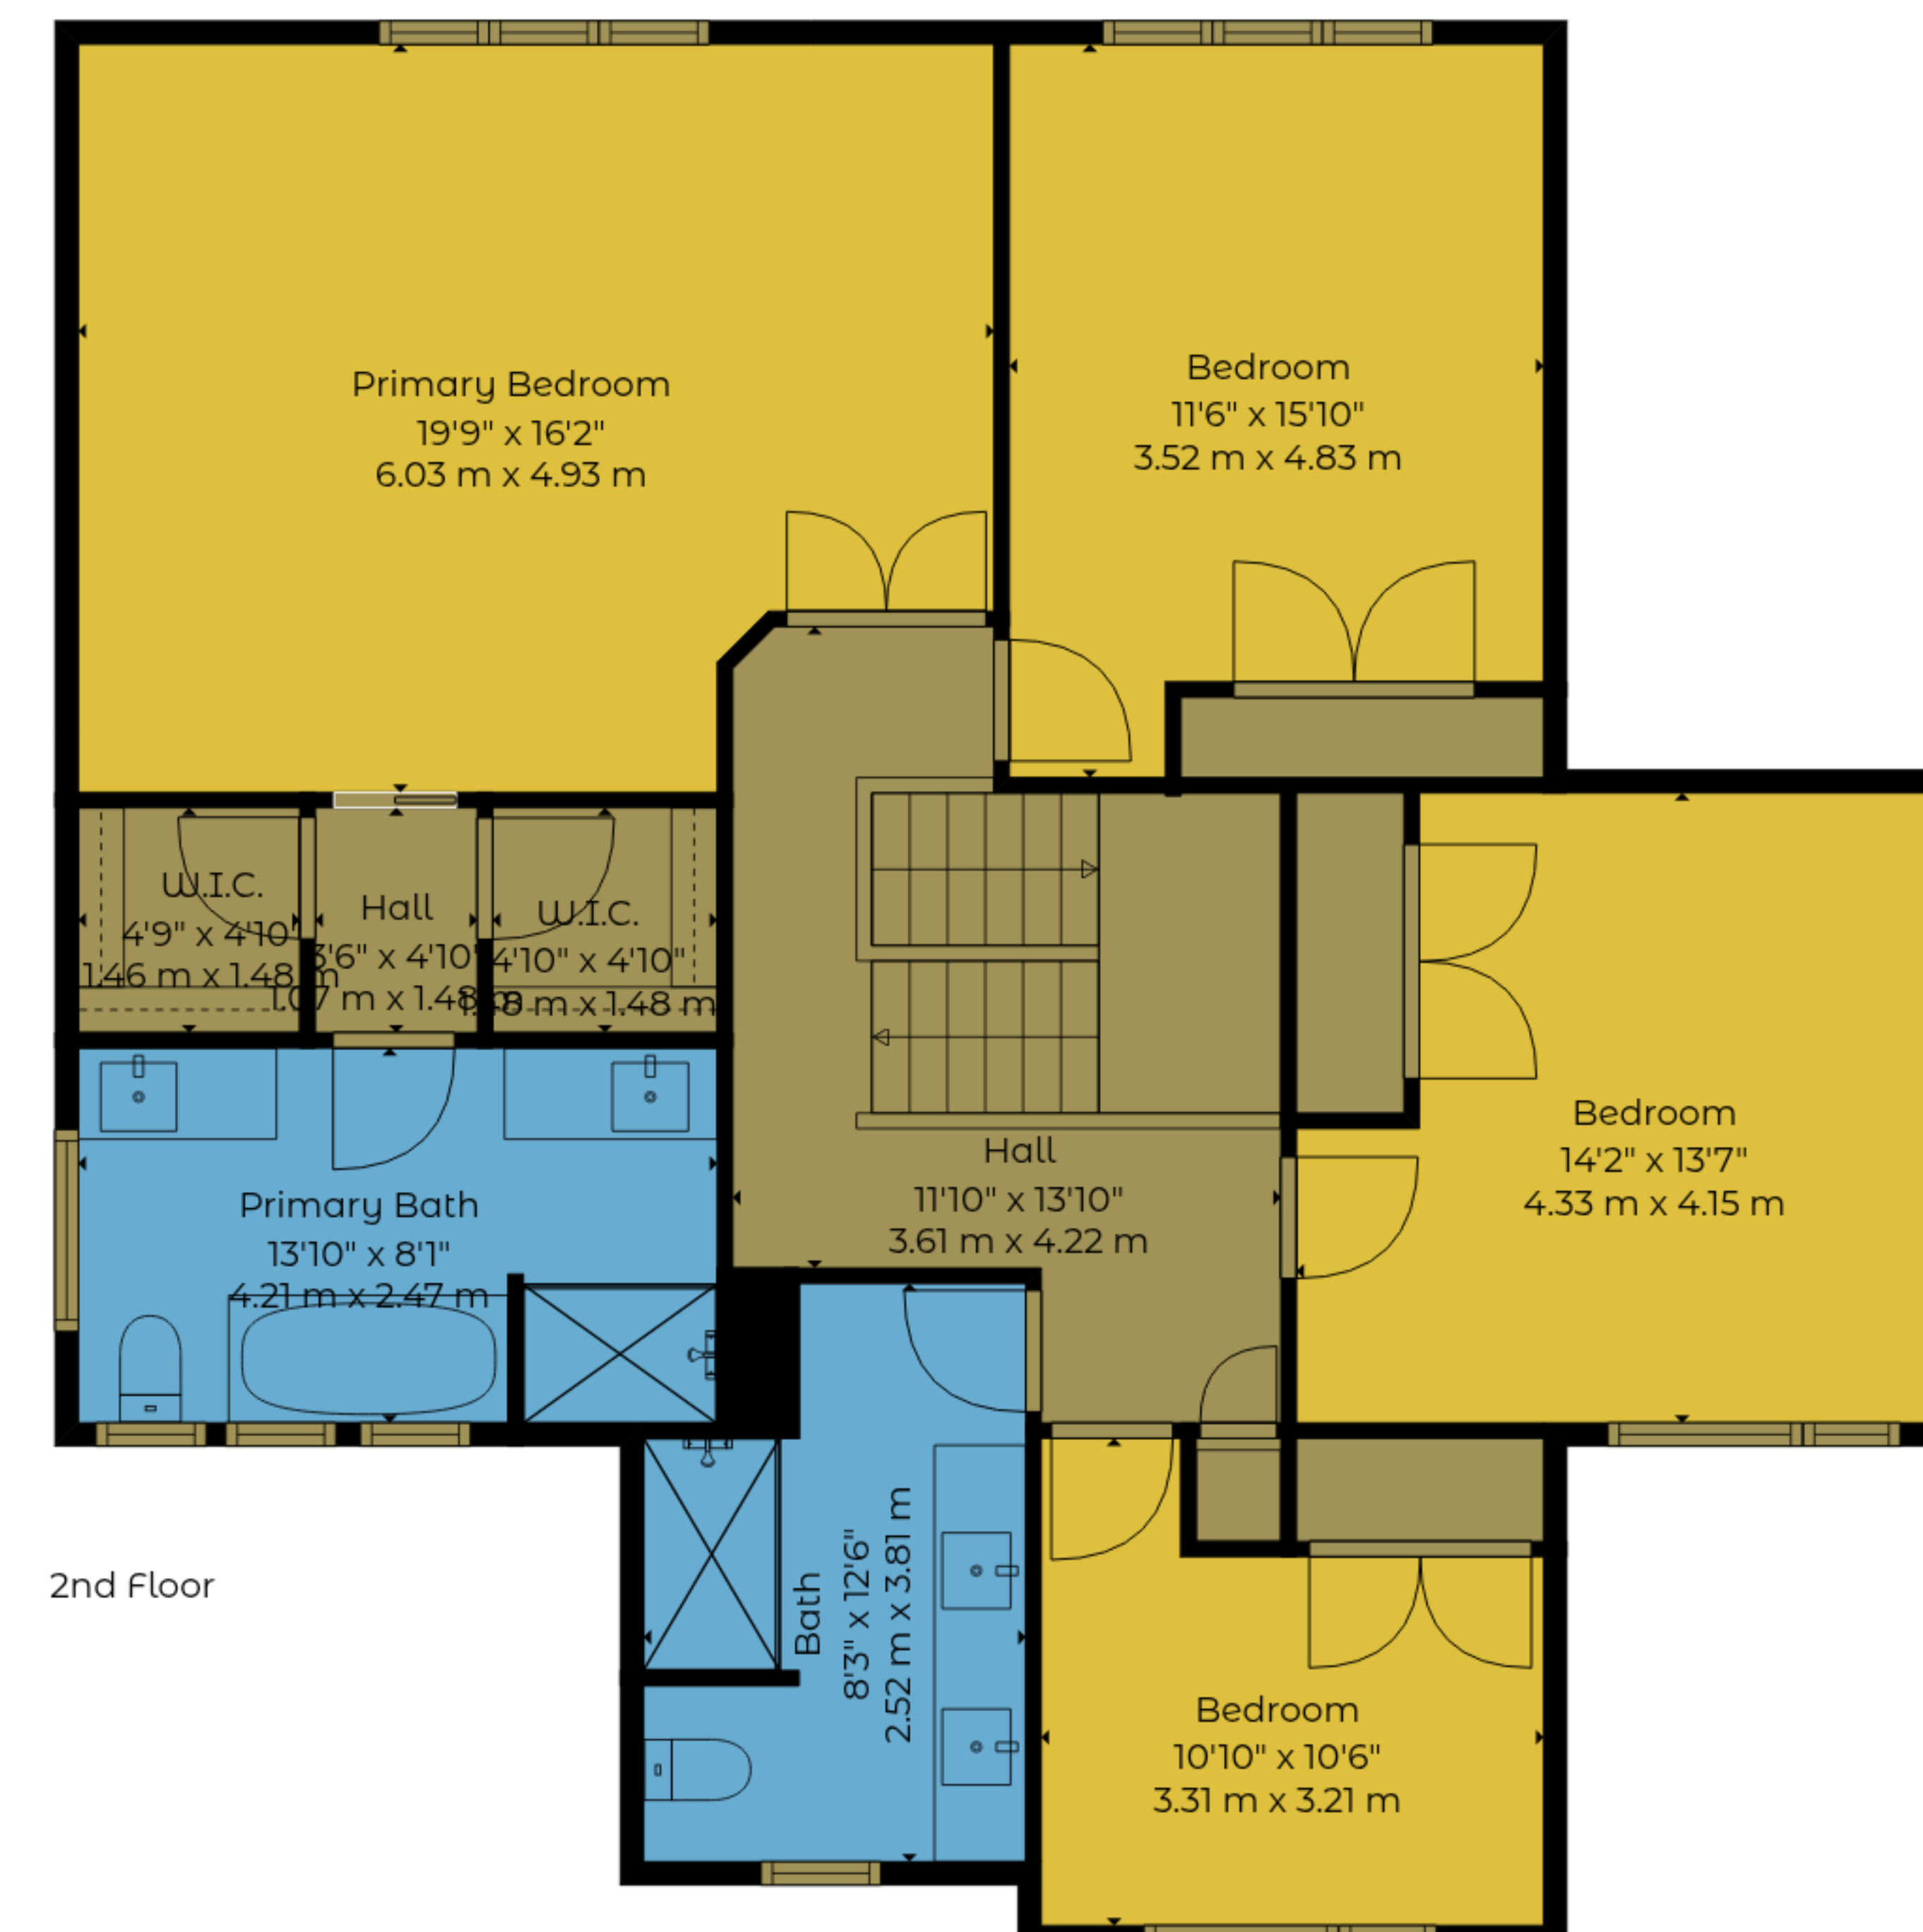 Primary Bedroom
19'9" x 16'2"
6.03 m x 4.93 m
Bedroom
11'6" x 15'10"
3.52 m x 4.83 m
W.I.C.
4'9" x 4'10"
1.46 m x 1.48 m
Hall
3'6" x 4'10"
1.07 m x 1.48 m
W.I.C.
4'10" x 4'10"
1.48 m x 1.48 m
Primary Bath
13'10" x 8'1"
4.21 m x 2.47 m
Hall
11'10" x 13'10"
3.61 m x 4.22 m
Bedroom
14'2" x 13'7"
4.33 m x 4.15 m
2nd Floor
Bath
8'3" x 12'6"
2.52 m x 3.81 m
Bedroom
10'10" x 10'6"
3.31 m x 3.21 m